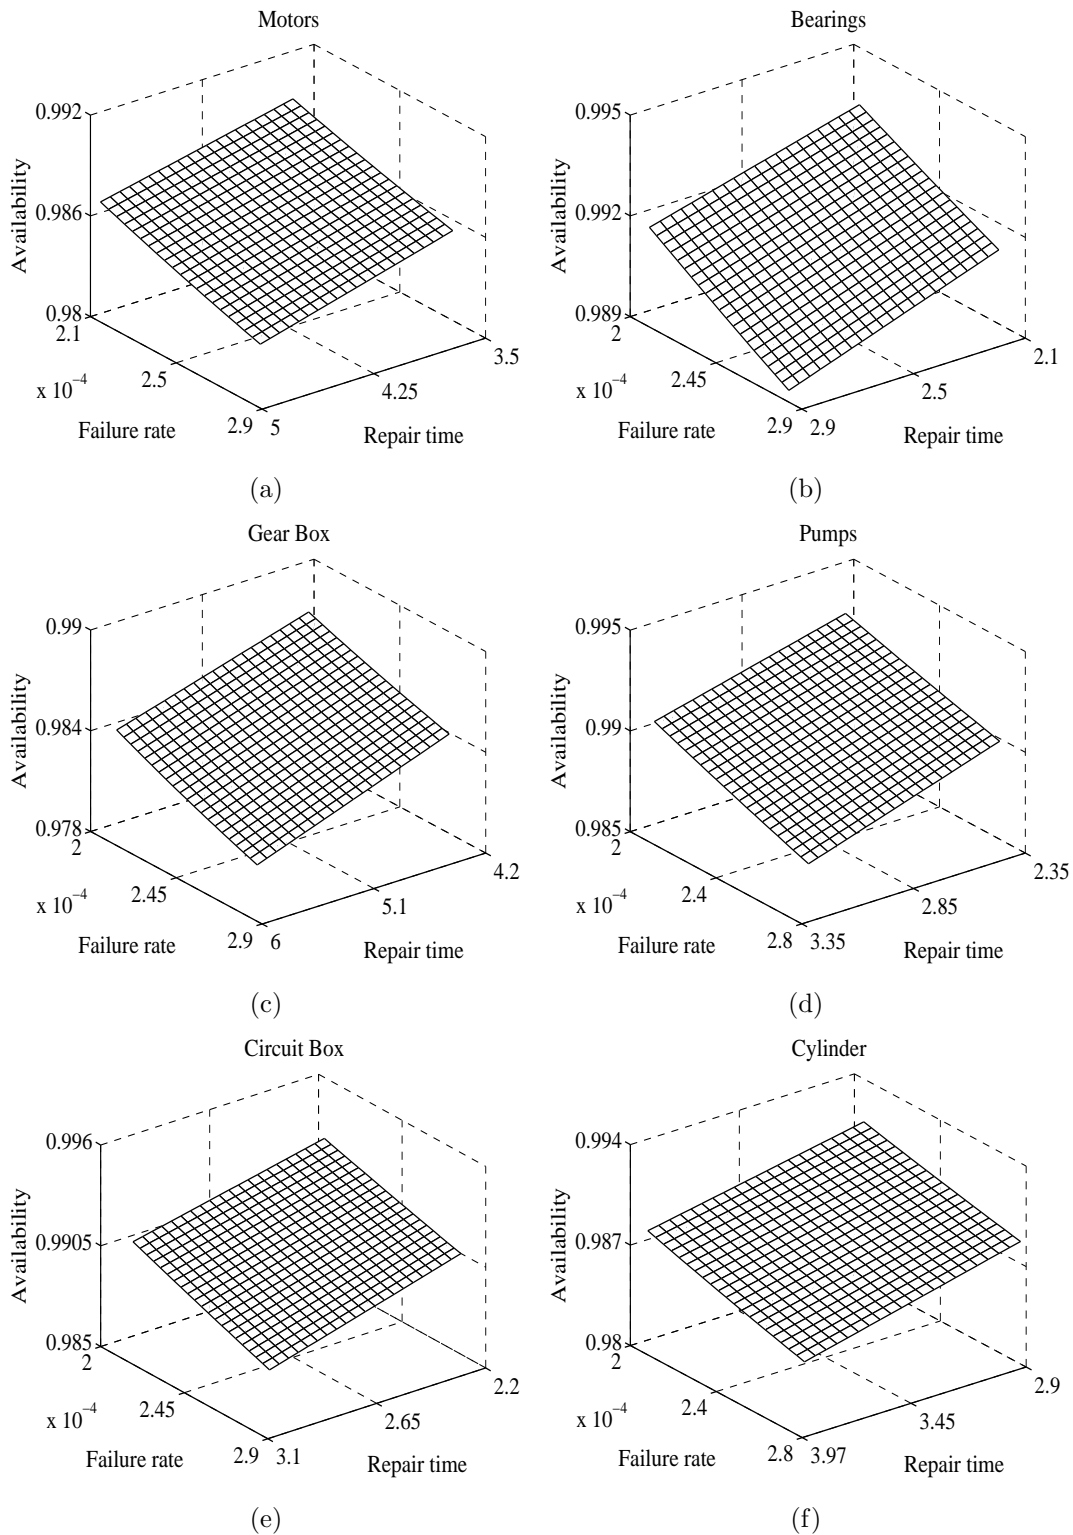 Motors
0.992
0.986
0.98
Availability
2.1
2.5
2.9
x 10⁻⁴
Failure rate
5
4.25
3.5
Repair time
(a)
Bearings
0.995
0.992
0.989
Availability
2
2.45
2.9
x 10⁻⁴
Failure rate
2.9
2.5
2.1
Repair time
(b)
Gear Box
0.99
0.984
0.978
Availability
2
2.45
2.9
x 10⁻⁴
Failure rate
6
5.1
4.2
Repair time
(c)
Pumps
0.995
0.99
0.985
Availability
2
2.4
2.8
x 10⁻⁴
Failure rate
3.35
2.85
2.35
Repair time
(d)
Circuit Box
0.996
0.9905
0.985
Availability
2
2.45
2.9
x 10⁻⁴
Failure rate
3.1
2.65
2.2
Repair time
(e)
Cylinder
0.994
0.987
0.98
Availability
2
2.4
2.8
x 10⁻⁴
Failure rate
3.97
3.45
2.9
Repair time
(f)